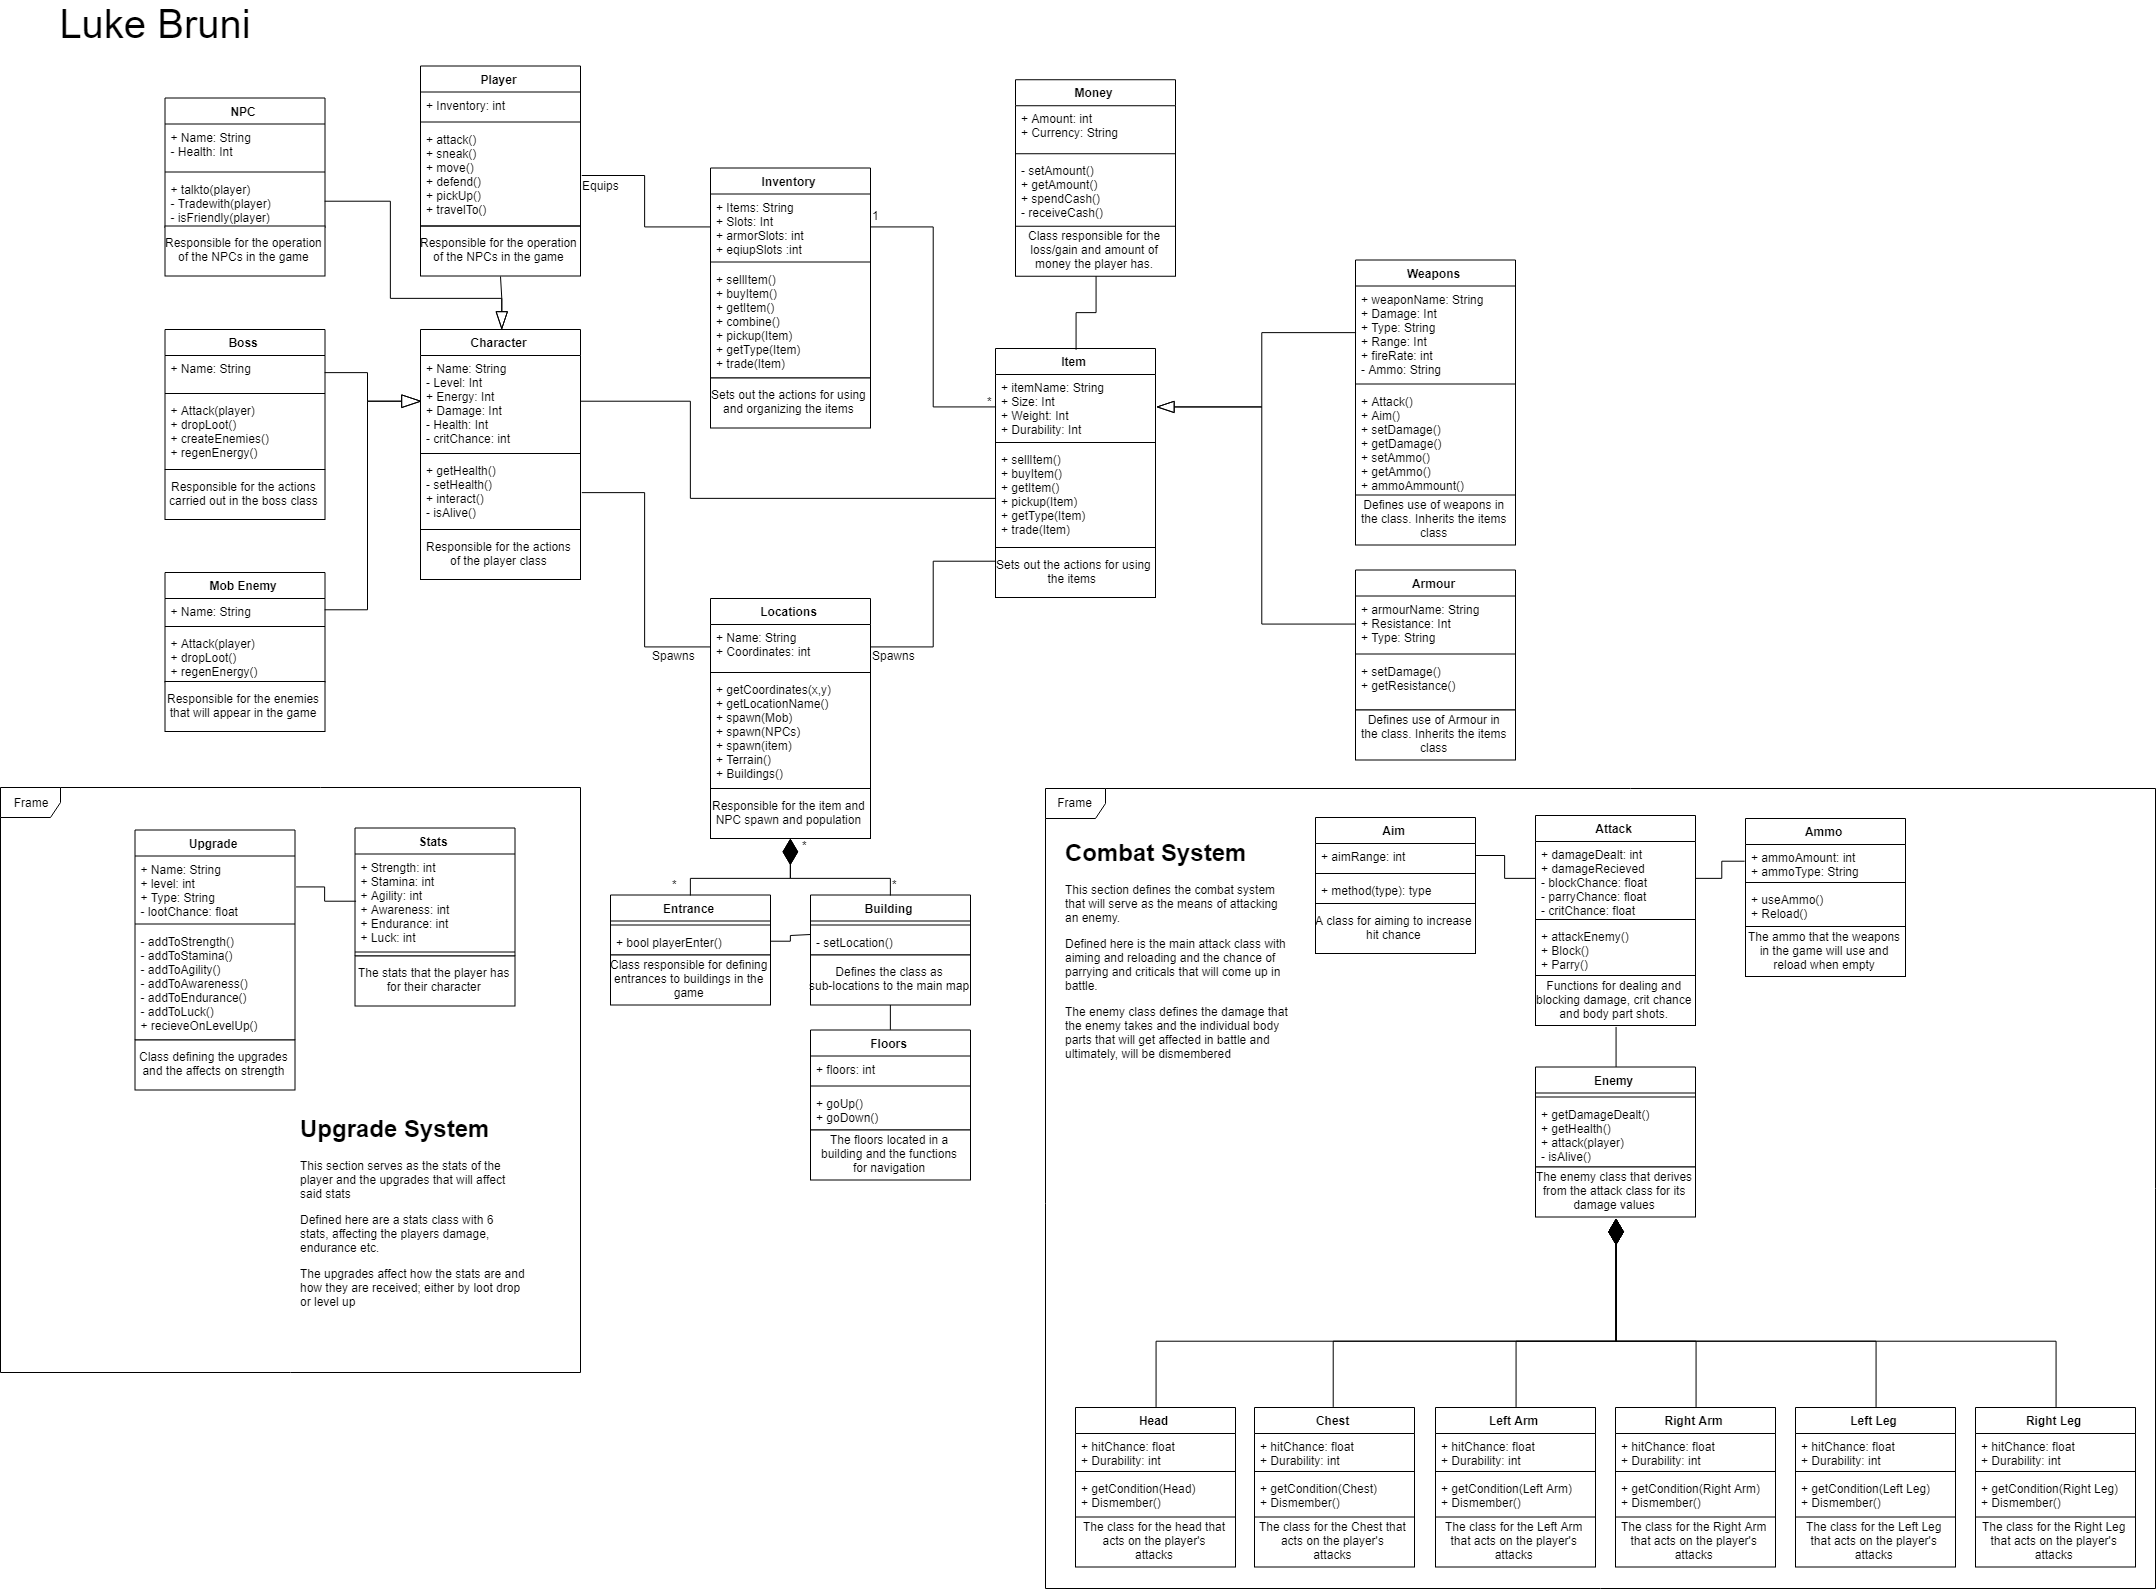 Luke Bruni
NPC
+ Name: String
- Health: Int
+ talkto(player)
- Tradewith(player)
- isFriendly(player)
Responsible for the operation
of the NPCs in the game
Player
+ Inventory: int
+ attack()
+ sneak()
+ move()
+ defend()
+ pickUp()
+ travelTo()
Responsible for the operation
of the NPCs in the game
Equips
Inventory
+ Items: String
+ Slots: Int
+ armorSlots: int
+ eqiupSlots :int
+ sellItem()
+ buyItem()
+ getItem()
+ combine()
+ pickup(Item)
+ getType(Item)
+ trade(Item)
Sets out the actions for using
and organizing the items
1
*
Money
+ Amount: int
+ Currency: String
- setAmount()
+ getAmount()
+ spendCash()
- receiveCash()
Class responsible for the
loss/gain and amount of
money the player has.
Weapons
+ weaponName: String
+ Damage: Int
+ Type: String
+ Range: Int
+ fireRate: int
- Ammo: String
+ Attack()
+ Aim()
+ setDamage()
+ getDamage()
+ setAmmo()
+ getAmmo()
+ ammoAmmount()
Defines use of weapons in
the class. Inherits the items
class
Boss
+ Name: String
+ Attack(player)
+ dropLoot()
+ createEnemies()
+ regenEnergy()
Responsible for the actions
carried out in the boss class
Character
+ Name: String
- Level: Int
+ Energy: Int
+ Damage: Int
- Health: Int
- critChance: int
+ getHealth()
- setHealth()
+ interact()
- isAlive()
Responsible for the actions
of the player class
Item
+ itemName: String
+ Size: Int
+ Weight: Int
+ Durability: Int
+ sellItem()
+ buyItem()
+ getItem()
+ pickup(Item)
+ getType(Item)
+ trade(Item)
Sets out the actions for using
the items
Mob Enemy
+ Name: String
+ Attack(player)
+ dropLoot()
+ regenEnergy()
Responsible for the enemies
that will appear in the game
Spawns
Locations
+ Name: String
+ Coordinates: int
+ getCoordinates(x,y)
+ getLocationName()
+ spawn(Mob)
+ spawn(NPCs)
+ spawn(item)
+ Terrain()
+ Buildings()
Responsible for the item and
NPC spawn and population
Spawns
Armour
+ armourName: String
+ Resistance: Int
+ Type: String
+ setDamage()
+ getResistance()
Defines use of Armour in
the class. Inherits the items
class
Frame
Upgrade
+ Name: String
+ level: int
+ Type: String
- lootChance: float
- addToStrength()
- addToStamina()
- addToAgility()
- addToAwareness()
- addToEndurance()
- addToLuck()
+ recieveOnLevelUp()
Class defining the upgrades
and the affects on strength
Stats
+ Strength: int
+ Stamina: int
+ Agility: int
+ Awareness: int
+ Endurance: int
+ Luck: int
The stats that the player has
for their character
Upgrade System
This section serves as the stats of the
player and the upgrades that will affect
said stats
Defined here are a stats class with 6
stats, affecting the players damage,
endurance etc.
The upgrades affect how the stats are and
how they are received; either by loot drop
or level up
*
*
*
Entrance
+ bool playerEnter()
Class responsible for defining
entrances to buildings in the
game
Building
- setLocation()
Defines the class as
sub-locations to the main map
Floors
+ floors: int
+ goUp()
+ goDown()
The floors located in a
building and the functions
for navigation
Frame
Combat System
This section defines the combat system
that will serve as the means of attacking
an enemy.
Defined here is the main attack class with
aiming and reloading and the chance of
parrying and criticals that will come up in
battle.
The enemy class defines the damage that
the enemy takes and the individual body
parts that will get affected in battle and
ultimately, will be dismembered
Aim
+ aimRange: int
+ method(type): type
A class for aiming to increase
hit chance
Attack
+ damageDealt: int
+ damageRecieved
- blockChance: float
- parryChance: float
- critChance: float
+ attackEnemy()
+ Block()
+ Parry()
Functions for dealing and
blocking damage, crit chance
and body part shots.
Ammo
+ ammoAmount: int
+ ammoType: String
+ useAmmo()
+ Reload()
The ammo that the weapons
in the game will use and
reload when empty
Enemy
+ getDamageDealt()
+ getHealth()
+ attack(player)
- isAlive()
The enemy class that derives
from the attack class for its
damage values
Head
+ hitChance: float
+ Durability: int
+ getCondition(Head)
+ Dismember()
The class for the head that
acts on the player's
attacks
Chest
+ hitChance: float
+ Durability: int
+ getCondition(Chest)
+ Dismember()
The class for the Chest that
acts on the player's
attacks
Left Arm
+ hitChance: float
+ Durability: int
+ getCondition(Left Arm)
+ Dismember()
The class for the Left Arm
that acts on the player's
attacks
Right Arm
+ hitChance: float
+ Durability: int
+ getCondition(Right Arm)
+ Dismember()
The class for the Right Arm
that acts on the player's
attacks
Left Leg
+ hitChance: float
+ Durability: int
+ getCondition(Left Leg)
+ Dismember()
The class for the Left Leg
that acts on the player's
attacks
Right Leg
+ hitChance: float
+ Durability: int
+ getCondition(Right Leg)
+ Dismember()
The class for the Right Leg
that acts on the player's
attacks